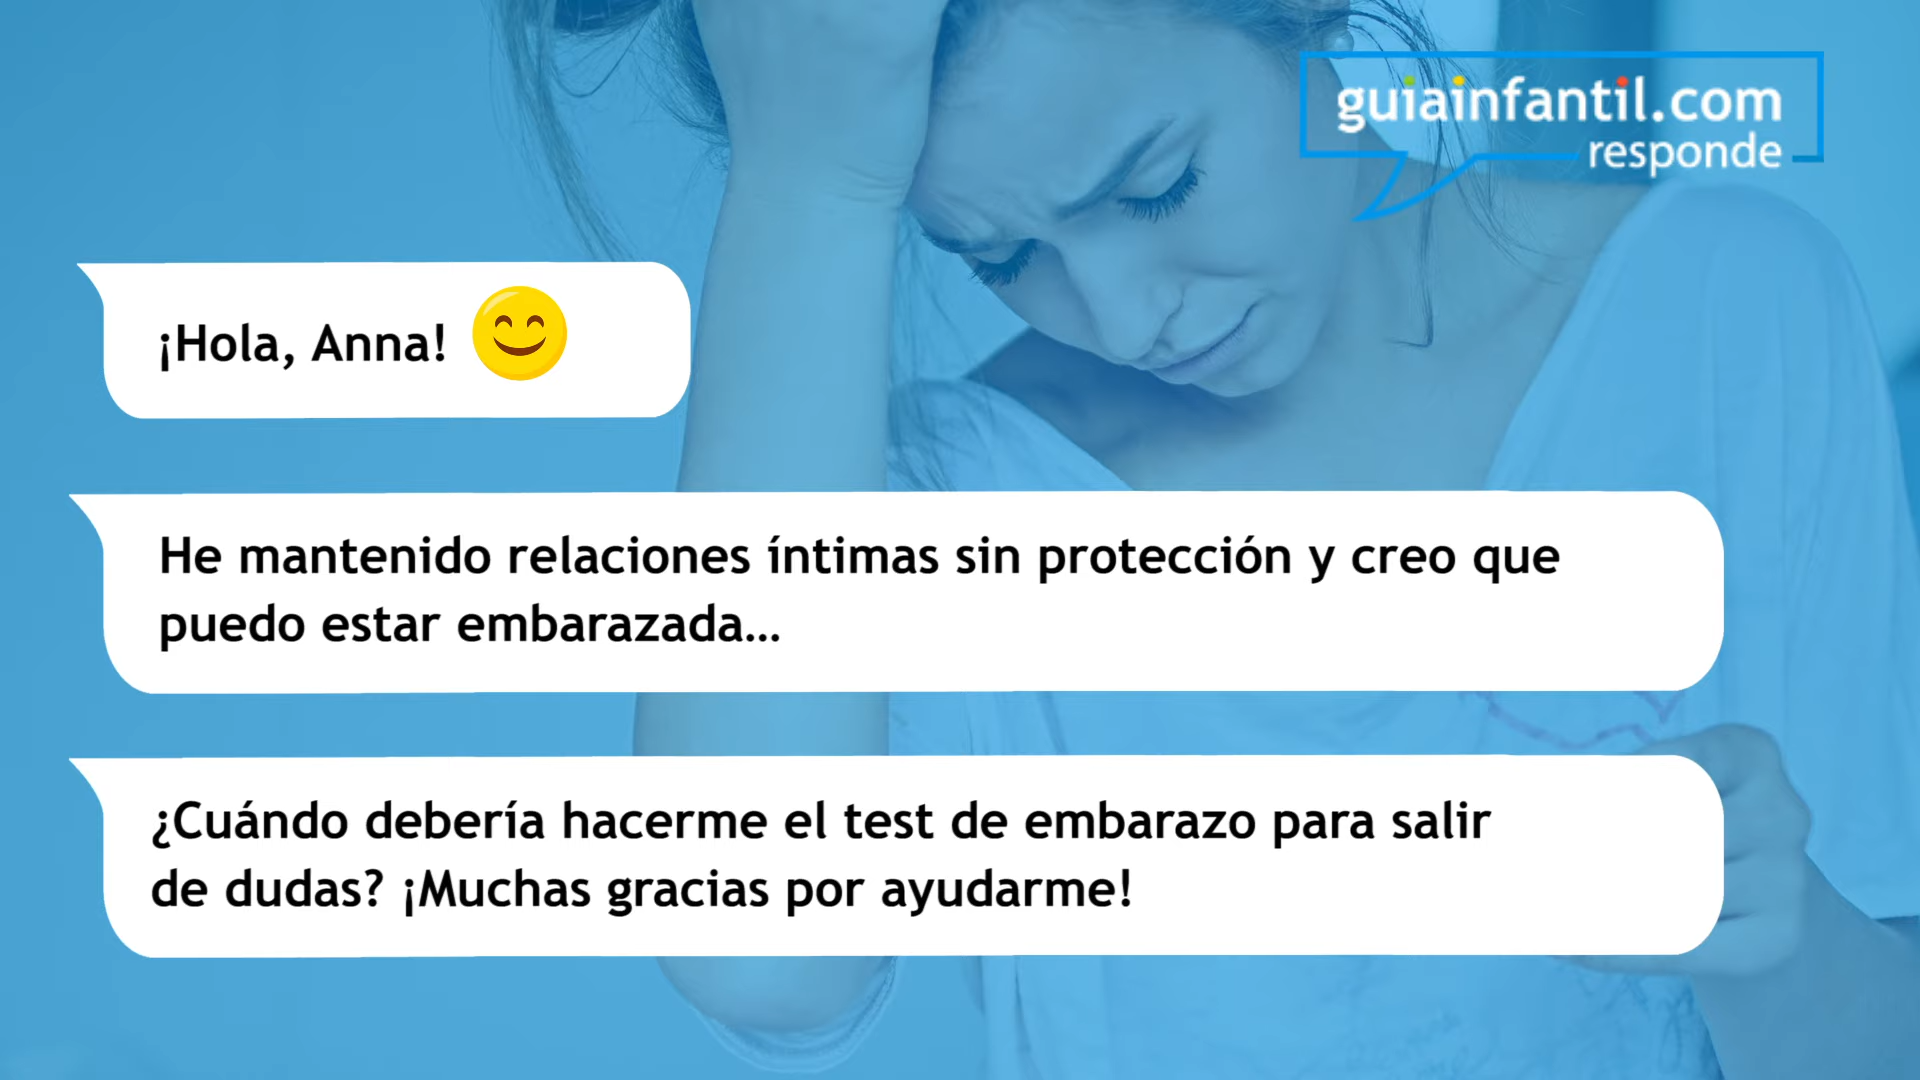 guiainfantil.com
responde
¡Hola, Anna!
He mantenido relaciones íntimas sin protección y creo que
puedo estar embarazada...
¿Cuándo debería hacerme el test de embarazo para salir
de dudas? ¡Muchas gracias por ayudarme!